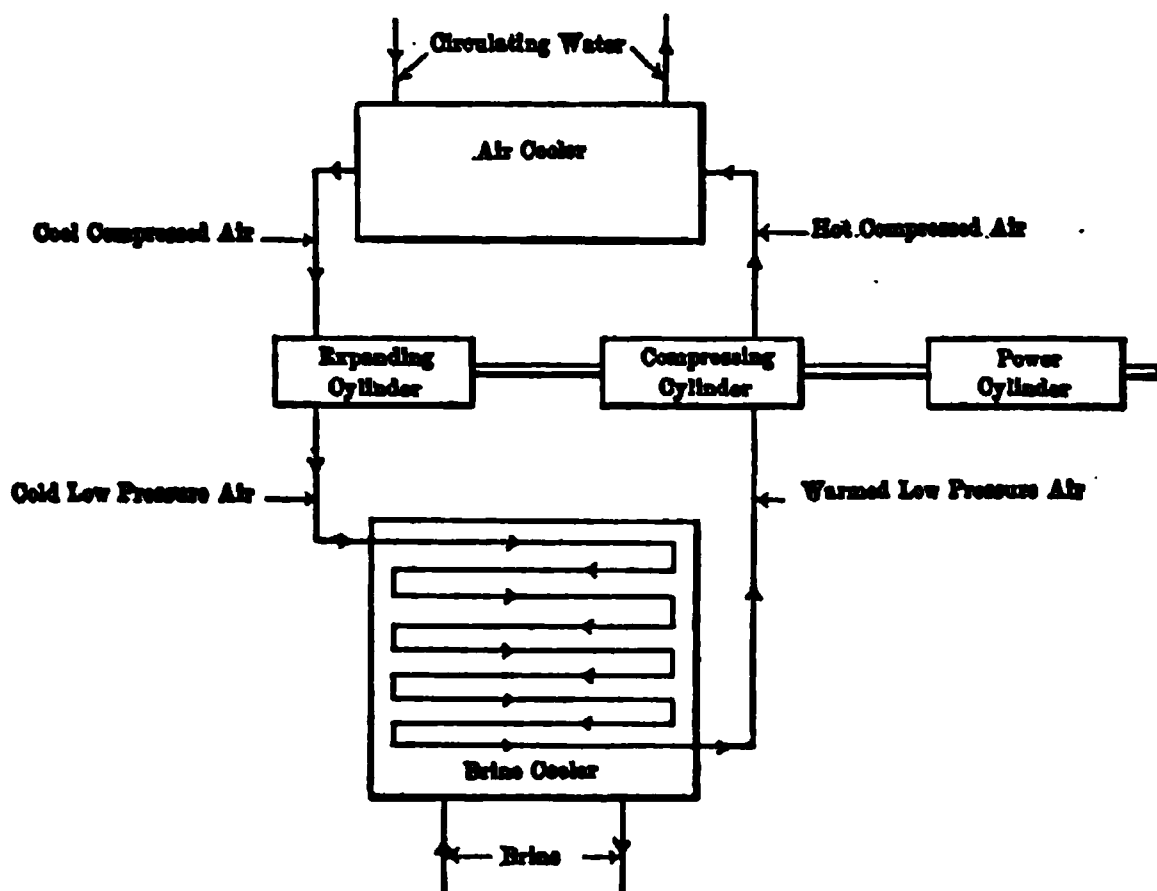 Circulating Water
Air Cooler
Cool Compressed Air
Hot Compressed Air
Expanding
Cylinder
Compressing
Cylinder
Power
Cylinder
Cold Low Pressure Air
Warmed Low Pressure Air
Brine Cooler
Brine